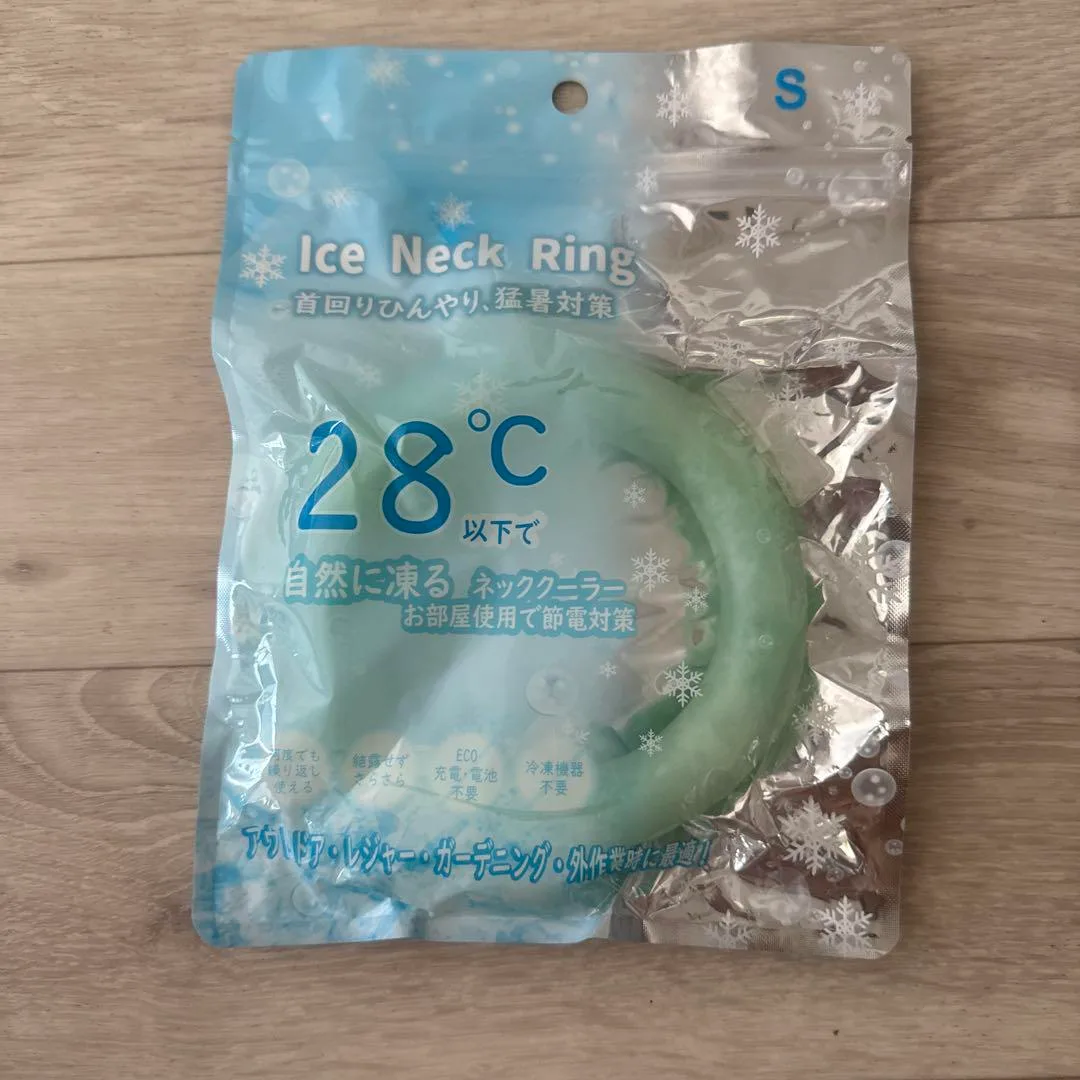 S
Ice Neck Ring
首回りひんやり、猛暑対策
28℃
以下で
自然に凍る ネッククーラー
お部屋使用で節電対策
何度でも
繰り返し
使える
結露せず
さらさら
ECO
充電・電池
不要
冷凍機器
不要
アウトドア・レジャー・ガーデニング・外作業時に最適!